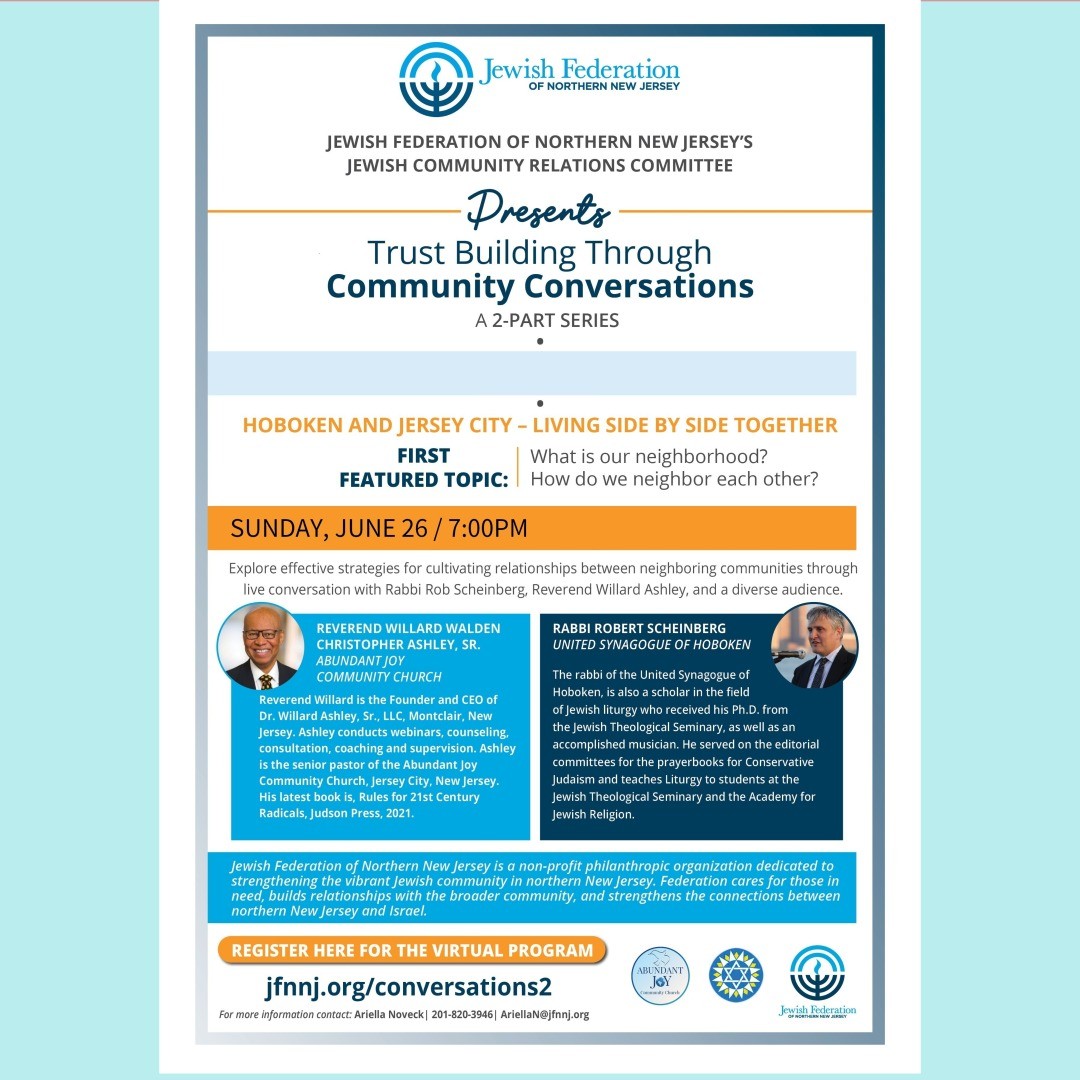 Jewish Federation
OF NORTHERN NEW JERSEY
JEWISH FEDERATION OF NORTHERN NEW JERSEY'S
JEWISH COMMUNITY RELATIONS COMMITTEE
Presents
Trust Building Through
Community Conversations
A 2-PART SERIES
HOBOKEN AND JERSEY CITY – LIVING SIDE BY SIDE TOGETHER
FIRST
FEATURED TOPIC:
What is our neighborhood?
How do we neighbor each other?
SUNDAY, JUNE 26 / 7:00PM
Explore effective strategies for cultivating relationships between neighboring communities through
live conversation with Rabbi Rob Scheinberg, Reverend Willard Ashley, and a diverse audience.
REVEREND WILLARD WALDEN
CHRISTOPHER ASHLEY, SR.
ABUNDANT JOY
COMMUNITY CHURCH
Reverend Willard is the Founder and CEO of
Dr. Willard Ashley, Sr., LLC, Montclair, New
Jersey. Ashley conducts webinars, counseling,
consultation, coaching and supervision. Ashley
is the senior pastor of the Abundant Joy
Community Church, Jersey City, New Jersey.
His latest book is, Rules for 21st Century
Radicals, Judson Press, 2021.
RABBI ROBERT SCHEINBERG
UNITED SYNAGOGUE OF HOBOKEN
The rabbi of the United Synagogue of
Hoboken, is also a scholar in the field
of Jewish liturgy who received his Ph.D. from
the Jewish Theological Seminary, as well as an
accomplished musician. He served on the editorial
committees for the prayerbooks for Conservative
Judaism and teaches Liturgy to students at the
Jewish Theological Seminary and the Academy for
Jewish Religion.
Jewish Federation of Northern New Jersey is a non-profit philanthropic organization dedicated to
strengthening the vibrant Jewish community in northern New Jersey. Federation cares for those in
need, builds relationships with the broader community, and strengthens the connections between
northern New Jersey and Israel.
REGISTER HERE FOR THE VIRTUAL PROGRAM
jfnnj.org/conversations2
For more information contact: Ariella Noveck| 201-820-3946| AriellaN@jfnnj.org
ABUNDANT
JOY
Community Church
Jewish Federation
OF NORTHERN NEW JERSEY